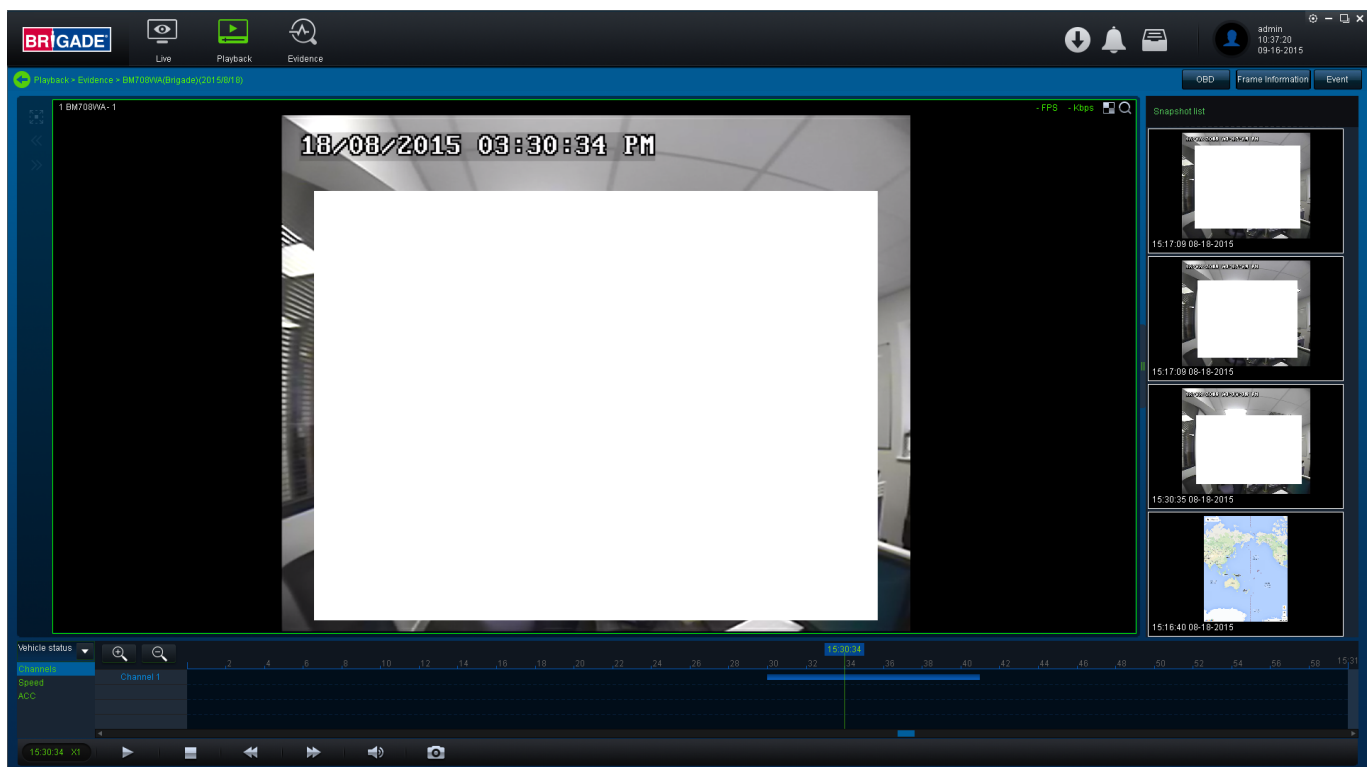 BRIGADE
Live
Playback
Evidence
admin
10:37:20
09-16-2015
Playback > Evidence > BM708WA(Brigade)(2015/8/18)
OBD
Frame Information
Event
1 BM708WA- 1
- FPS - Kbps
Snapshot list
18/08/2015 03:30:34 PM
15:17:09 08-18-2015
15:17:09 08-18-2015
15:30:35 08-18-2015
15:16:40 08-18-2015
Vehicle status
15:30:34
,2 ,4 ,6 ,8 ,10 ,12 ,14 ,16 ,18 ,20 ,22 ,24 ,26 ,28 ,30 ,32 ,34 ,36 ,38 ,40 ,42 ,44 ,46 ,48 ,50 ,52 ,54 ,56 ,58 15,31
Channels
Channel 1
Speed
ACC
15:30:34 X1